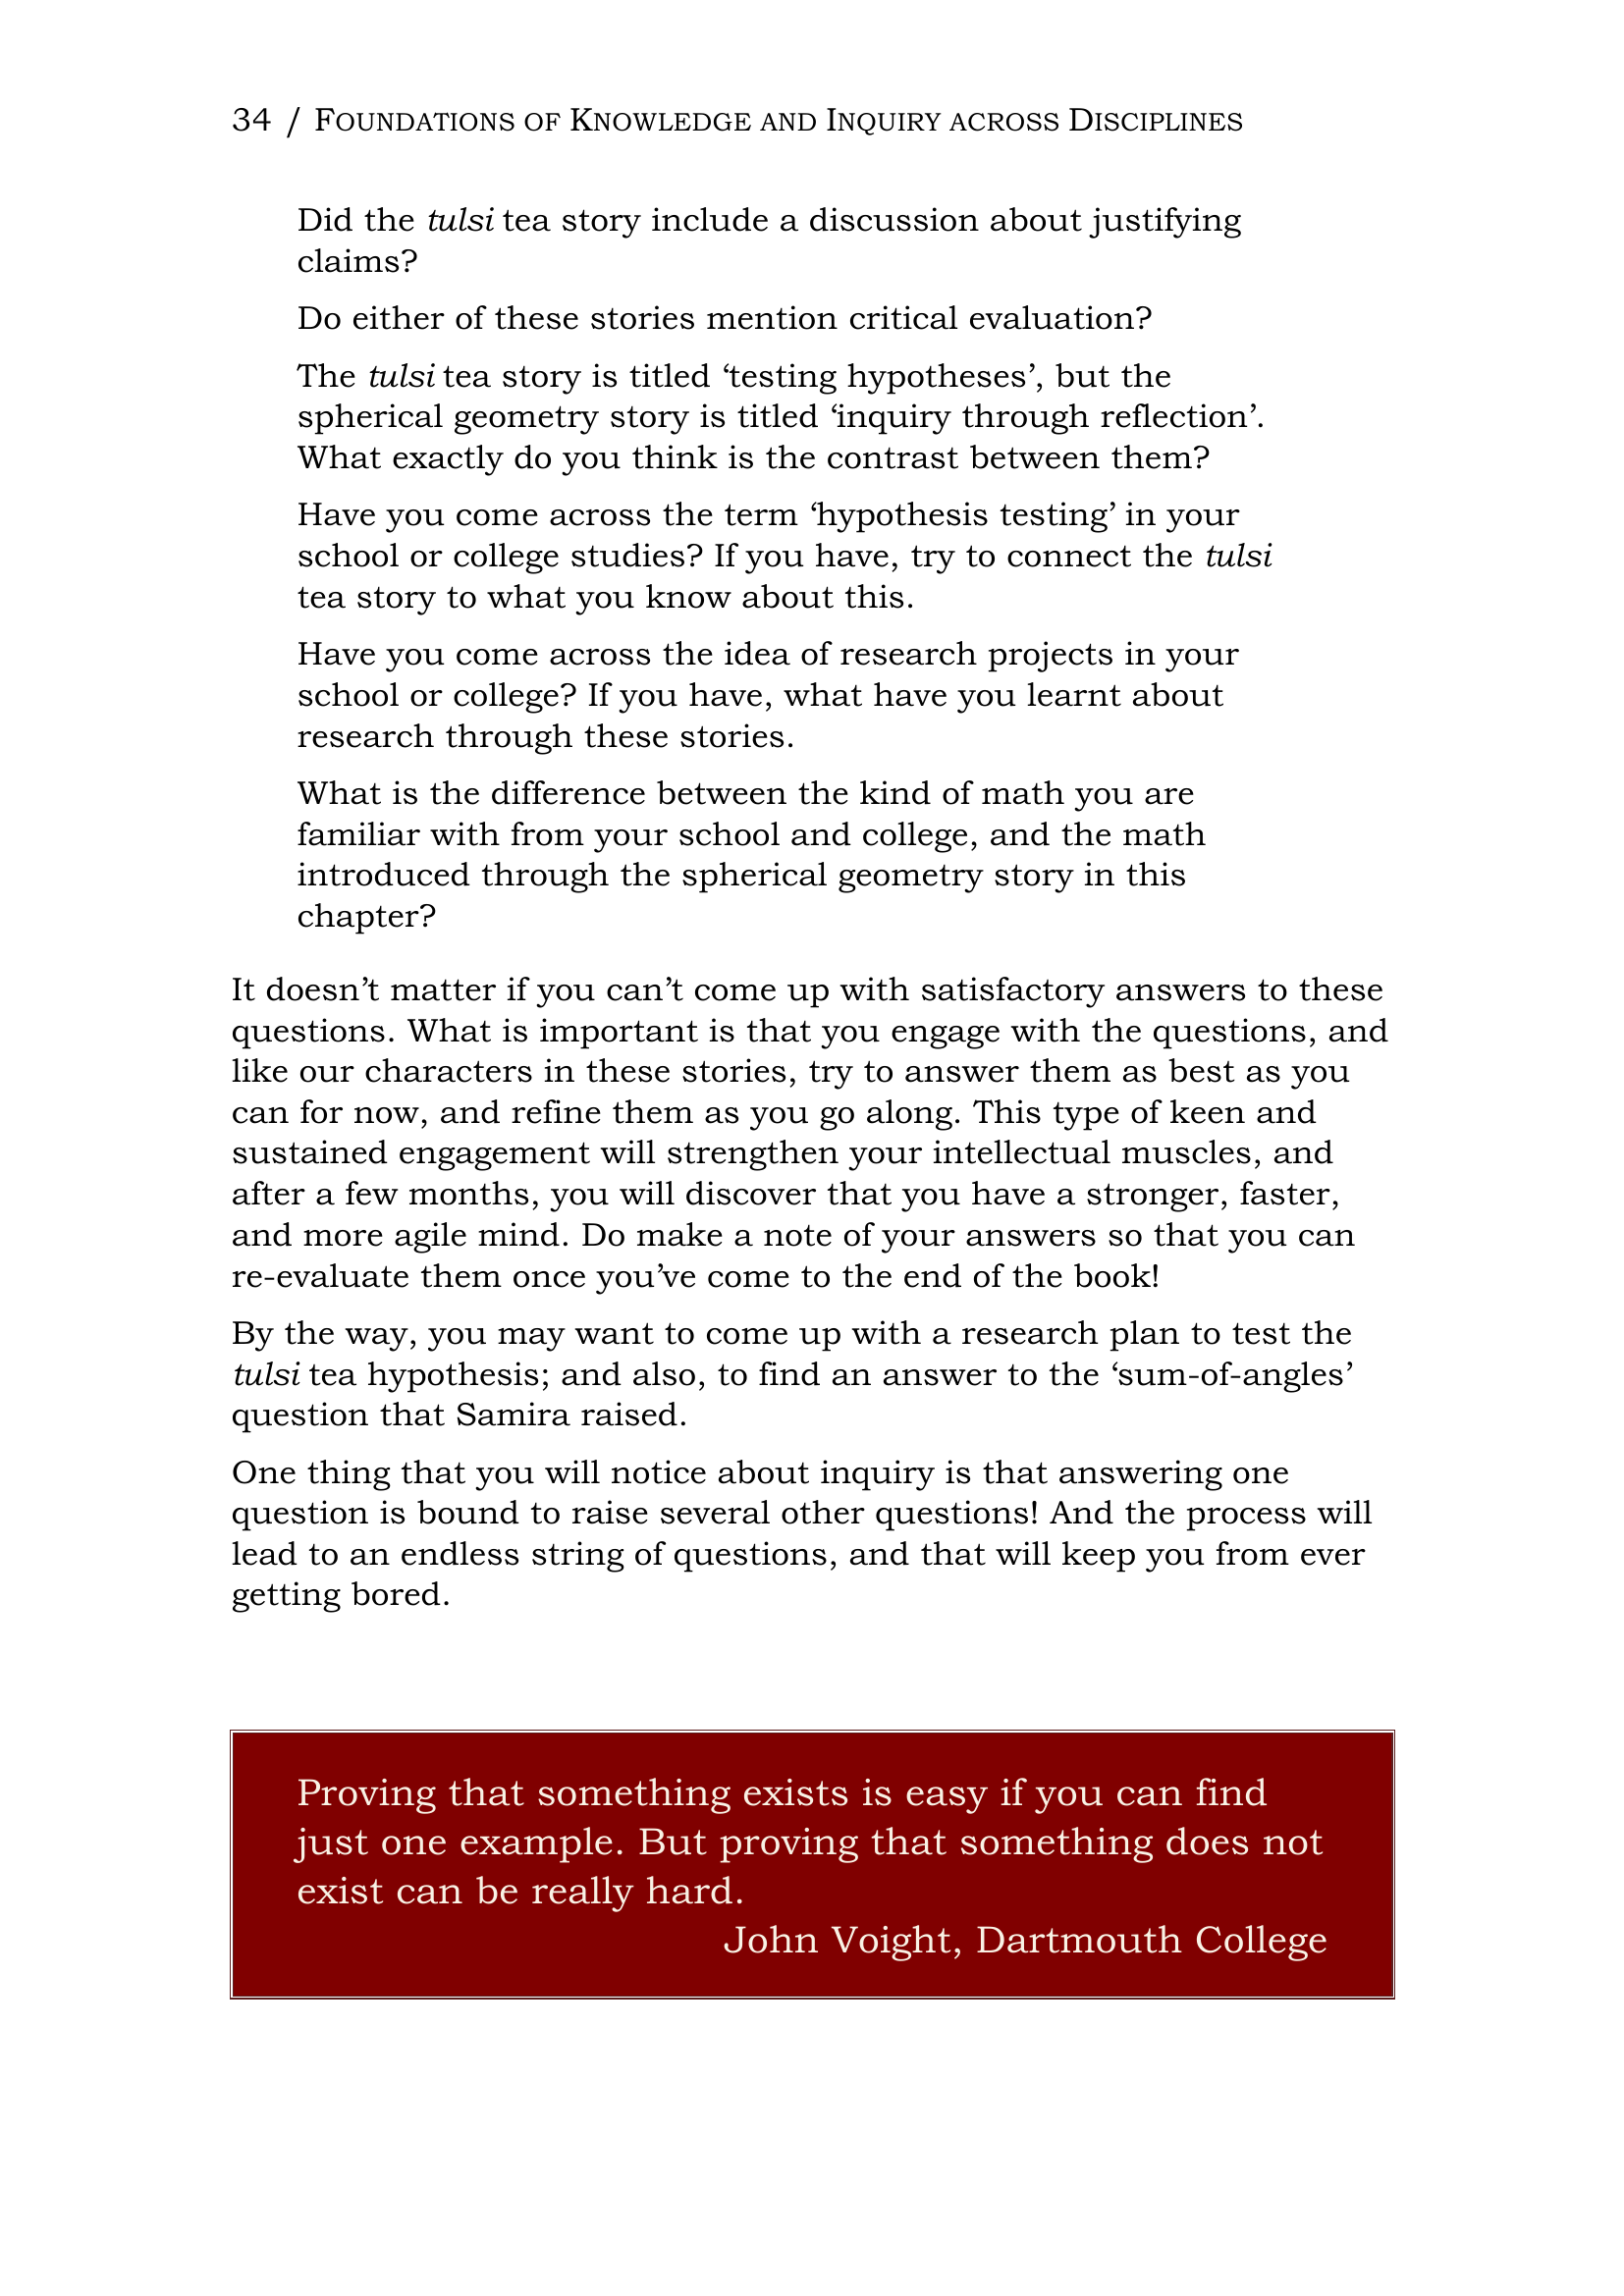 34 / FOUNDATIONS OF KNOWLEDGE AND INQUIRY ACROSS DISCIPLINES
Did the tulsi tea story include a discussion about justifying
claims?
Do either of these stories mention critical evaluation?
The tulsi tea story is titled ‘testing hypotheses’, but the
spherical geometry story is titled ‘inquiry through reflection’.
What exactly do you think is the contrast between them?
Have you come across the term ‘hypothesis testing’ in your
school or college studies? If you have, try to connect the tulsi
tea story to what you know about this.
Have you come across the idea of research projects in your
school or college? If you have, what have you learnt about
research through these stories.
What is the difference between the kind of math you are
familiar with from your school and college, and the math
introduced through the spherical geometry story in this
chapter?
It doesn’t matter if you can’t come up with satisfactory answers to these
questions. What is important is that you engage with the questions, and
like our characters in these stories, try to answer them as best as you
can for now, and refine them as you go along. This type of keen and
sustained engagement will strengthen your intellectual muscles, and
after a few months, you will discover that you have a stronger, faster,
and more agile mind. Do make a note of your answers so that you can
re-evaluate them once you’ve come to the end of the book!
By the way, you may want to come up with a research plan to test the
tulsi tea hypothesis; and also, to find an answer to the ‘sum-of-angles’
question that Samira raised.
One thing that you will notice about inquiry is that answering one
question is bound to raise several other questions! And the process will
lead to an endless string of questions, and that will keep you from ever
getting bored.
Proving that something exists is easy if you can find
just one example. But proving that something does not
exist can be really hard.
John Voight, Dartmouth College